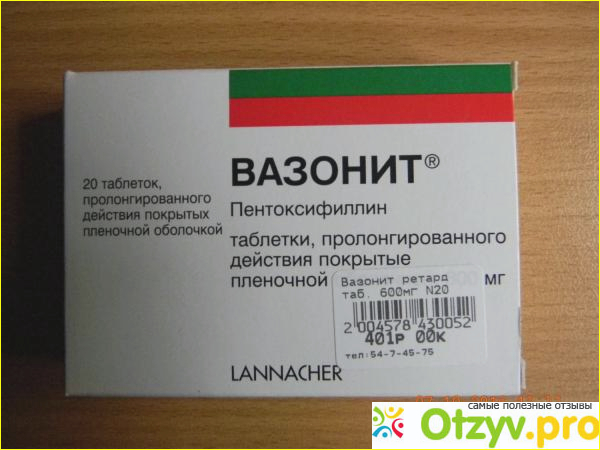 20 таблеток,
пролонгированного
действия покрытых
пленочной оболочкой
ВАЗОНИТ®
Пентоксифиллин
таблетки, пролонгированного
действия покрытые
пленочной мг
Вазонит ретард
таб. 600мг N20
2 004578 430052
401р 00к
тел:54-7-45-75
LANNACHER
самые полезные отзывы
Otzyv.pro